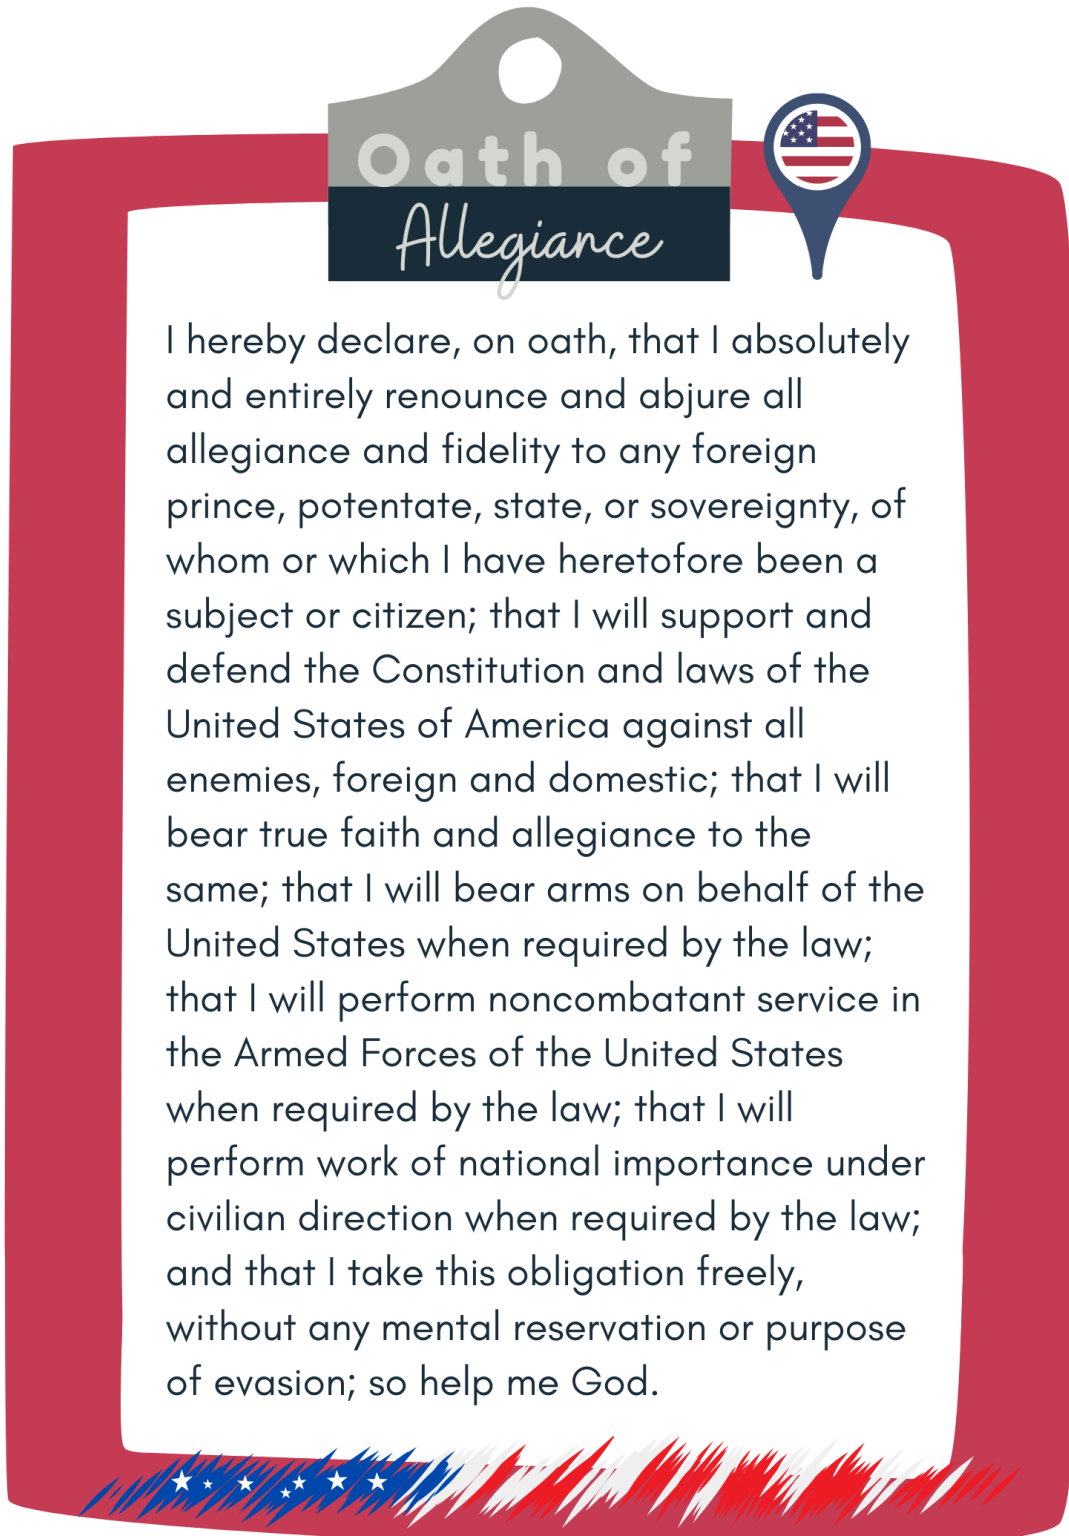 Oath of
Allegiance
I hereby declare, on oath, that I absolutely
and entirely renounce and abjure all
allegiance and fidelity to any foreign
prince, potentate, state, or sovereignty, of
whom or which I have heretofore been a
subject or citizen; that I will support and
defend the Constitution and laws of the
United States of America against all
enemies, foreign and domestic; that I will
bear true faith and allegiance to the
same; that I will bear arms on behalf of the
United States when required by the law;
that I will perform noncombatant service in
the Armed Forces of the United States
when required by the law; that I will
perform work of national importance under
civilian direction when required by the law;
and that I take this obligation freely,
without any mental reservation or purpose
of evasion; so help me God.